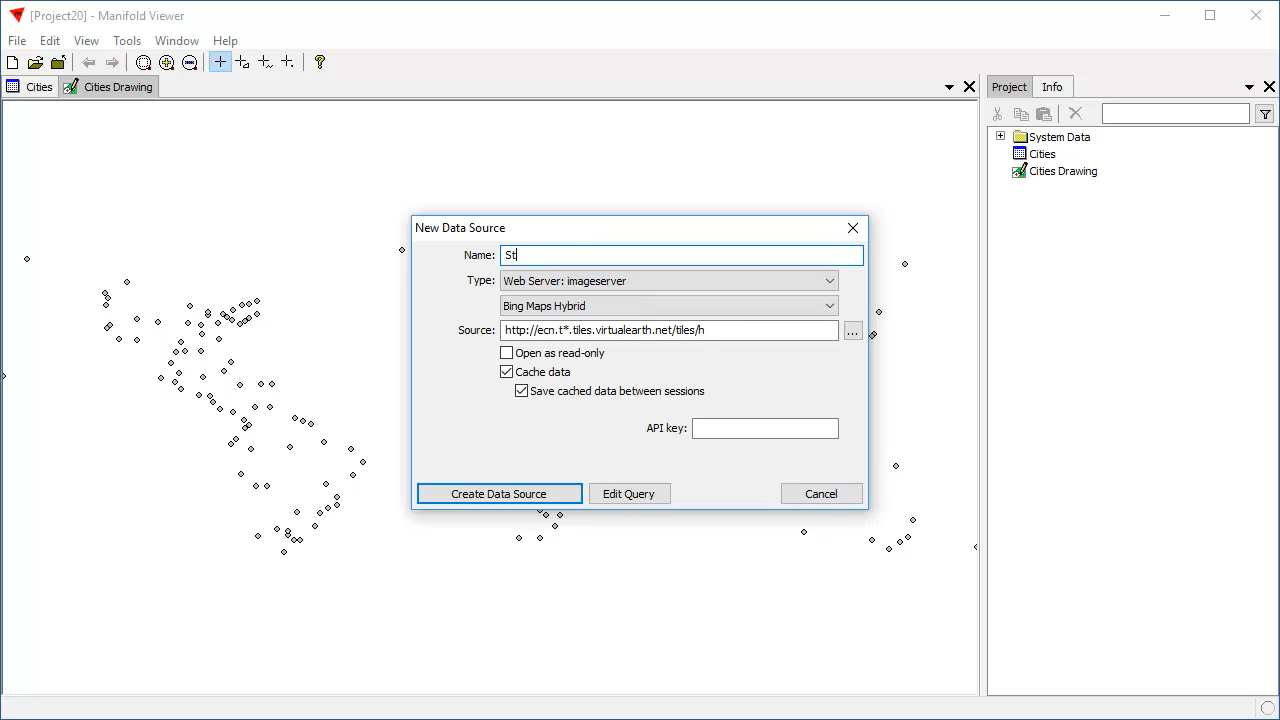 [Project20] - Manifold Viewer
File Edit View Tools Window Help
Cities Cities Drawing
Project Info
System Data
Cities
Cities Drawing
New Data Source
Name: St
Type: Web Server: imageserver
Bing Maps Hybrid
Source: http://ecn.t*.tiles.virtualearth.net/tiles/h ...
Open as read-only
Cache data
Save cached data between sessions
API key:
Create Data Source Edit Query Cancel